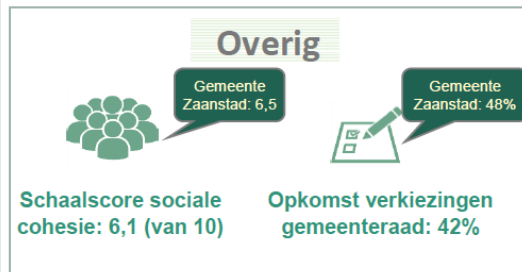 Overig
Gemeente
Zaanstad: 6,5
Gemeente
Zaanstad: 48%
Schaalscore sociale
cohesie: 6,1 (van 10)
Opkomst verkiezingen
gemeenteraad: 42%